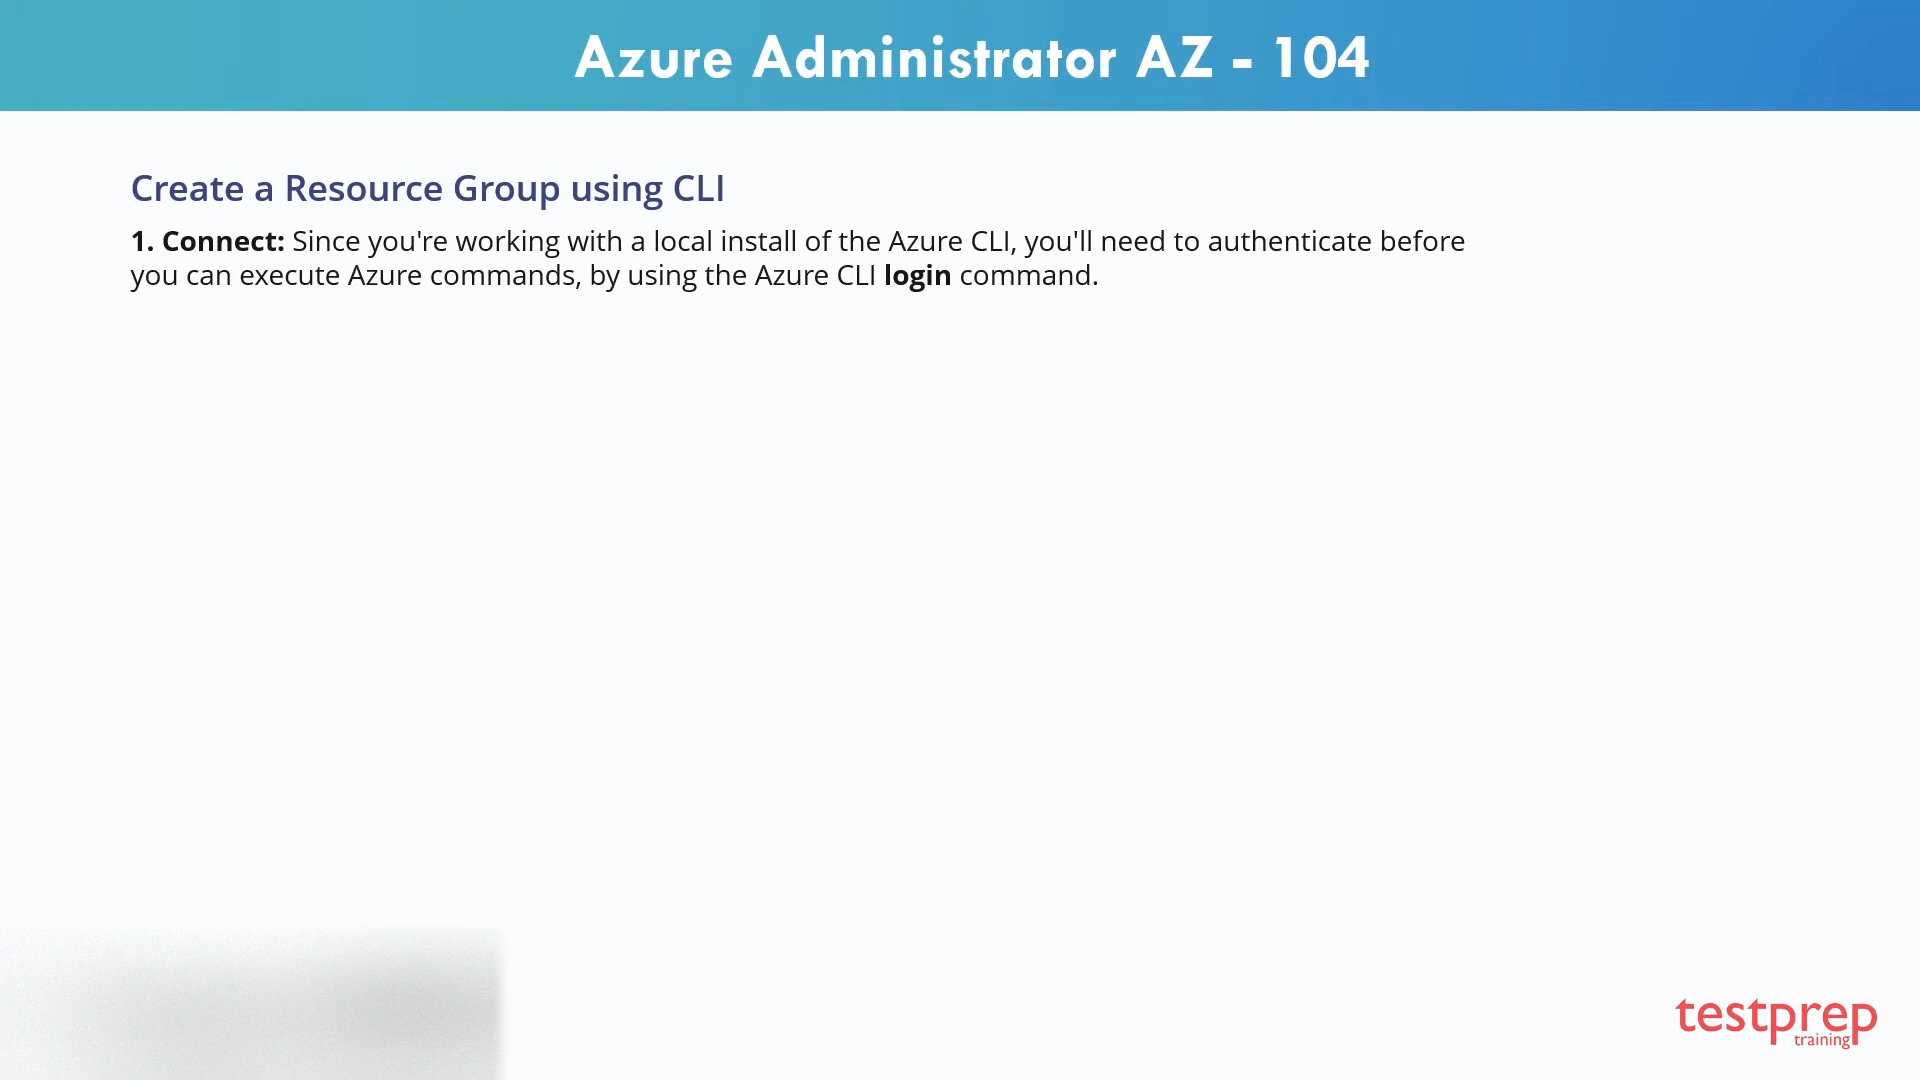 Azure Administrator AZ - 104
Create a Resource Group using CLI
1. Connect: Since you're working with a local install of the Azure CLI, you'll need to authenticate before
you can execute Azure commands, by using the Azure CLI login command.
testprep
training